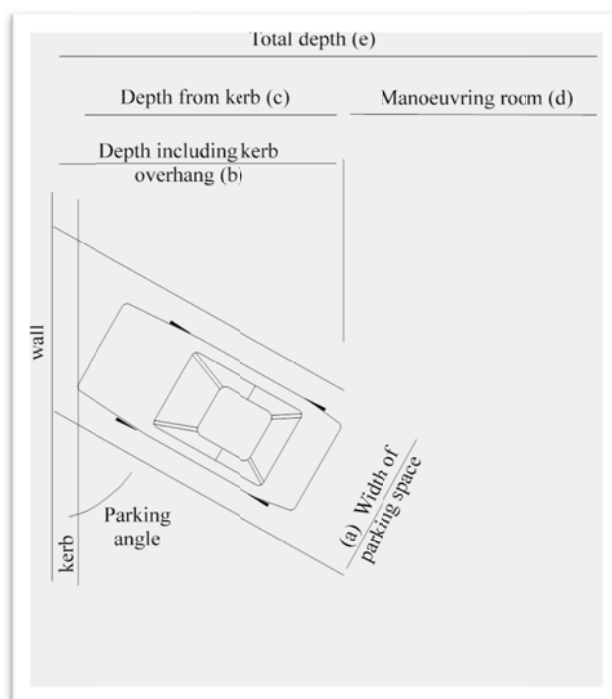 Total depth (e)
Depth from kerb (c)
Manoeuvring room (d)
Depth including kerb
overhang (b)
wall
(a) Width of
parking space
Parking
angle
kerb